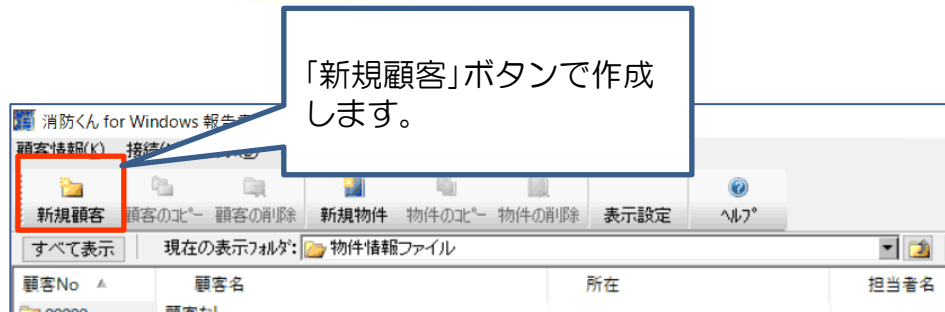 「新規顧客」ボタンで作成
します。
消防くん for Windows 報告
顧客情報(K)
新規顧客 顧客のｺﾋﾟｰ 顧客の削除 新規物件 物件のｺﾋﾟｰ 物件の削除 表示設定 ﾍﾙﾌﾟ
すべて表示 現在の表示ﾌｫﾙﾀﾞ: 物件情報ファイル
顧客No 顧客名 所在 担当者名